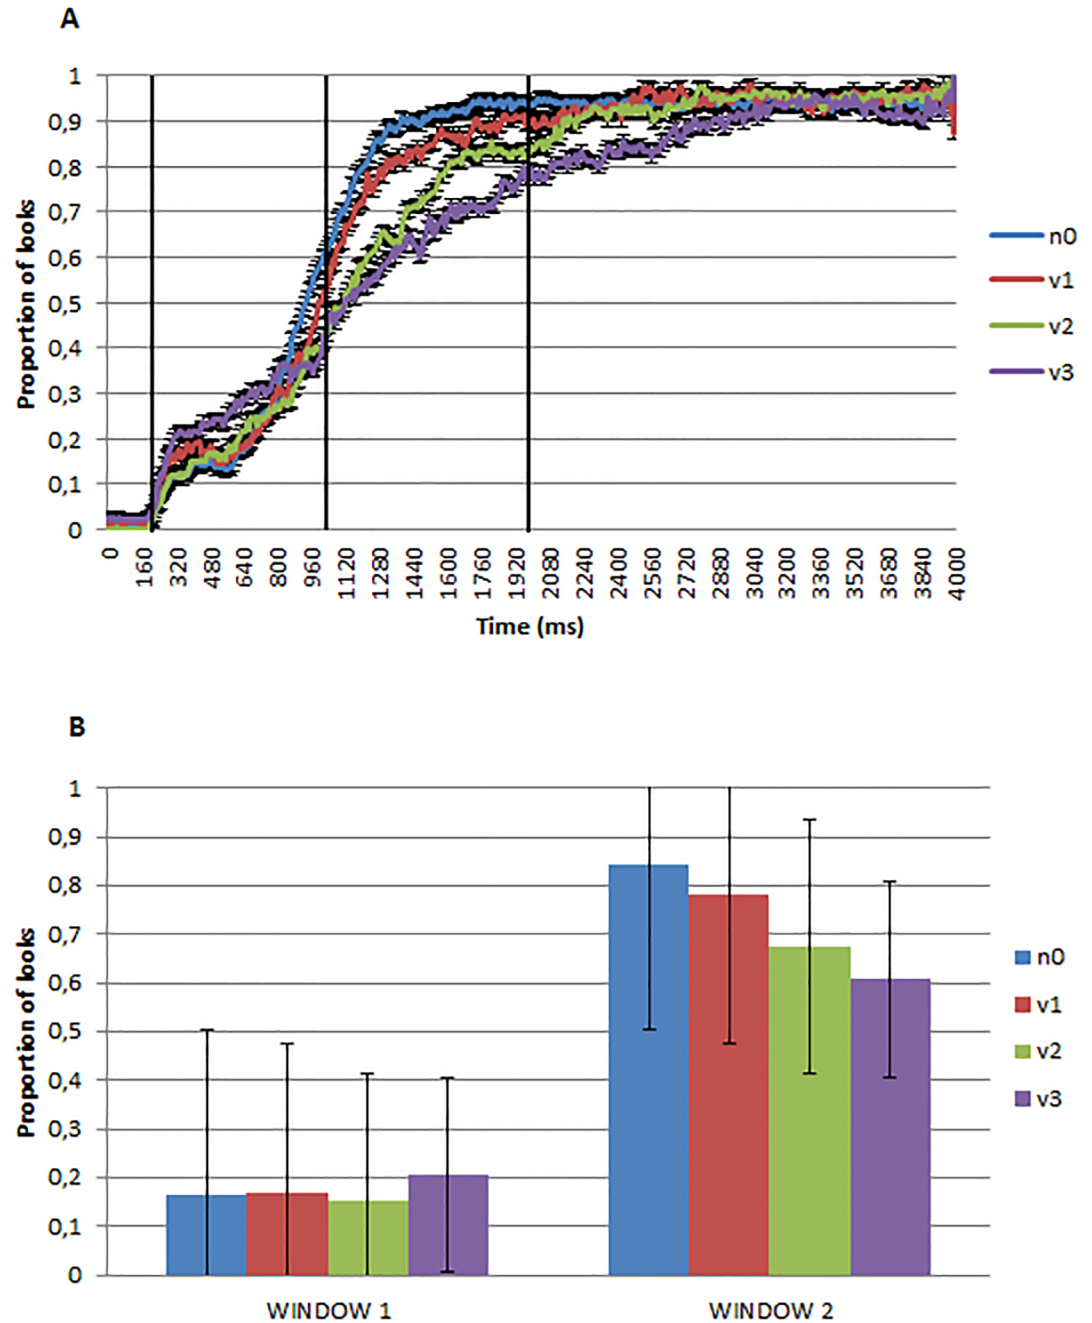 A
1
0,9
0,8
0,7
0,6
0,5
0,4
0,3
0,2
0,1
0
Proportion of looks
0 160 320 480 640 800 960 1120 1280 1440 1600 1760 1920 2080 2240 2400 2560 2720 2880 3040 3200 3360 3520 3680 3840 4000
Time (ms)
n0
v1
v2
v3
B
1
0,9
0,8
0,7
0,6
0,5
0,4
0,3
0,2
0,1
0
Proportion of looks
WINDOW 1 WINDOW 2
n0
v1
v2
v3